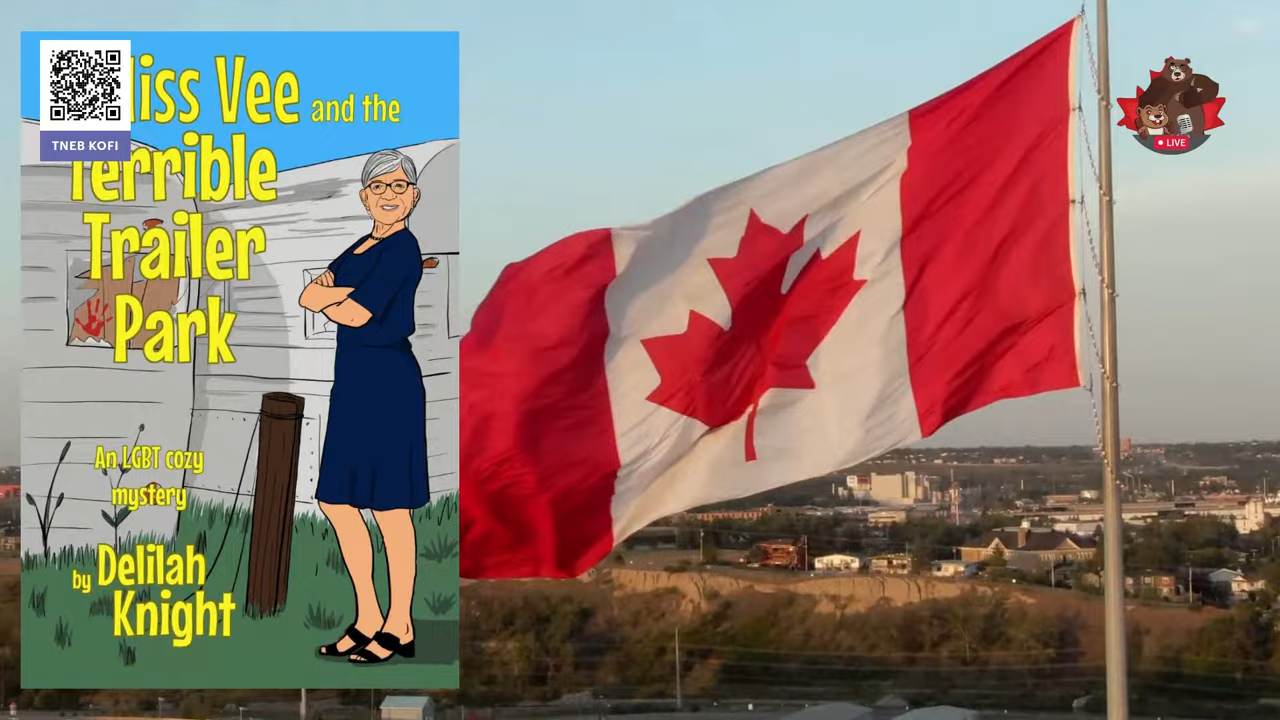 iss Vee and the
Terrible
Trailer
Park
An LGBT cozy
mystery
by Delilah
Knight
TNEB KOFI
LIVE